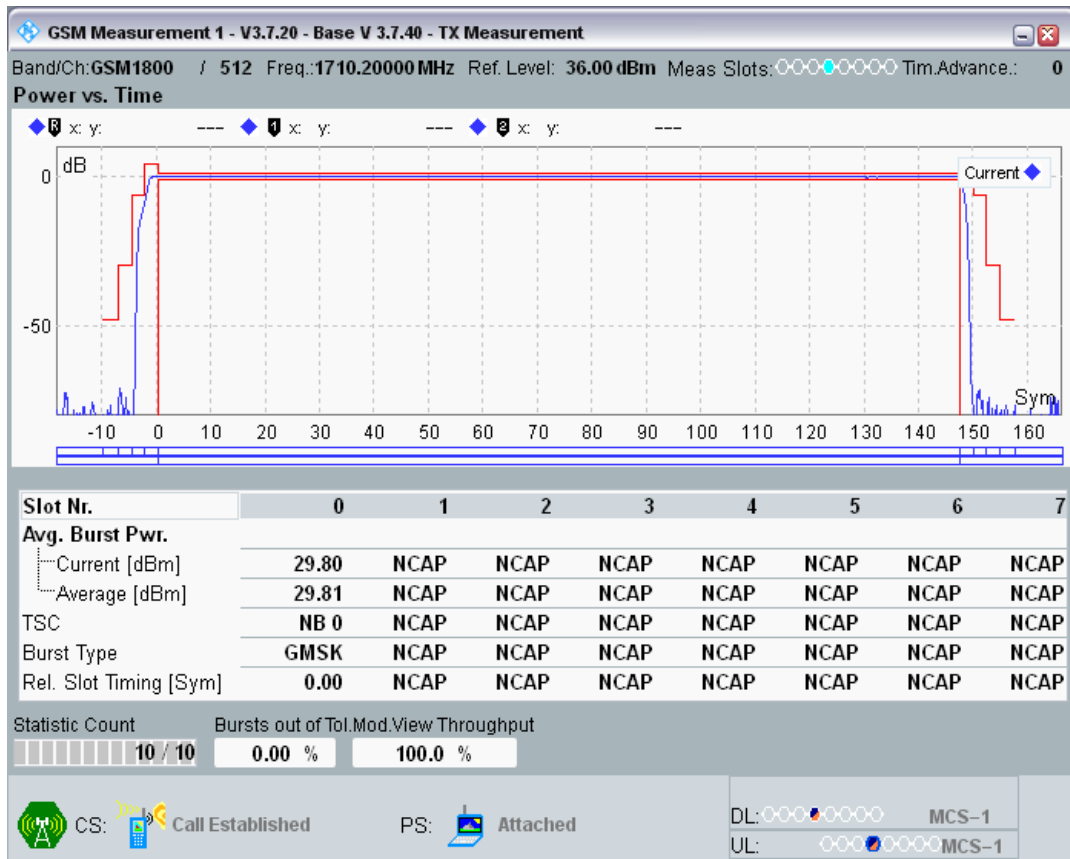 GSM Measurement 1 - V3.7.20 - Base V 3.7.40 - TX Measurement
Band/Ch:GSM1800 / 512 Freq.:1710.20000 MHz Ref. Level: 36.00 dBm Meas Slots: Tim.Advance.: 0
Power vs. Time
R x: y: --- 1 x: y: --- 2 x: y: ---
dB
Current
0
-50
Sym
-10 0 10 20 30 40 50 60 70 80 90 100 110 120 130 140 150 160
Slot Nr. 0 1 2 3 4 5 6 7
Avg. Burst Pwr.
Current [dBm] 29.80 NCAP NCAP NCAP NCAP NCAP NCAP NCAP
Average [dBm] 29.81 NCAP NCAP NCAP NCAP NCAP NCAP NCAP
TSC NB 0 NCAP NCAP NCAP NCAP NCAP NCAP NCAP
Burst Type GMSK NCAP NCAP NCAP NCAP NCAP NCAP NCAP
Rel. Slot Timing [Sym] 0.00 NCAP NCAP NCAP NCAP NCAP NCAP NCAP
Statistic Count Bursts out of Tol.Mod.View Throughput
10 / 10 0.00 % 100.0 %
CS: Call Established PS: Attached
DL: MCS-1
UL: MCS-1